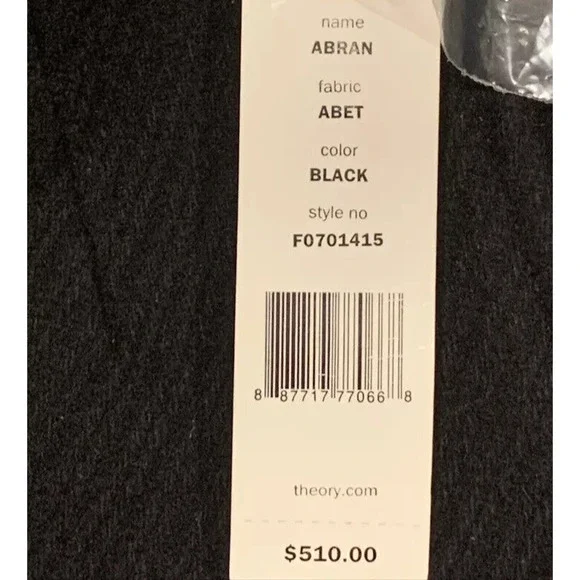 name
ABRAN
fabric
ABET
color
BLACK
style no
F0701415
8 87717 77066 8
theory.com
$510.00